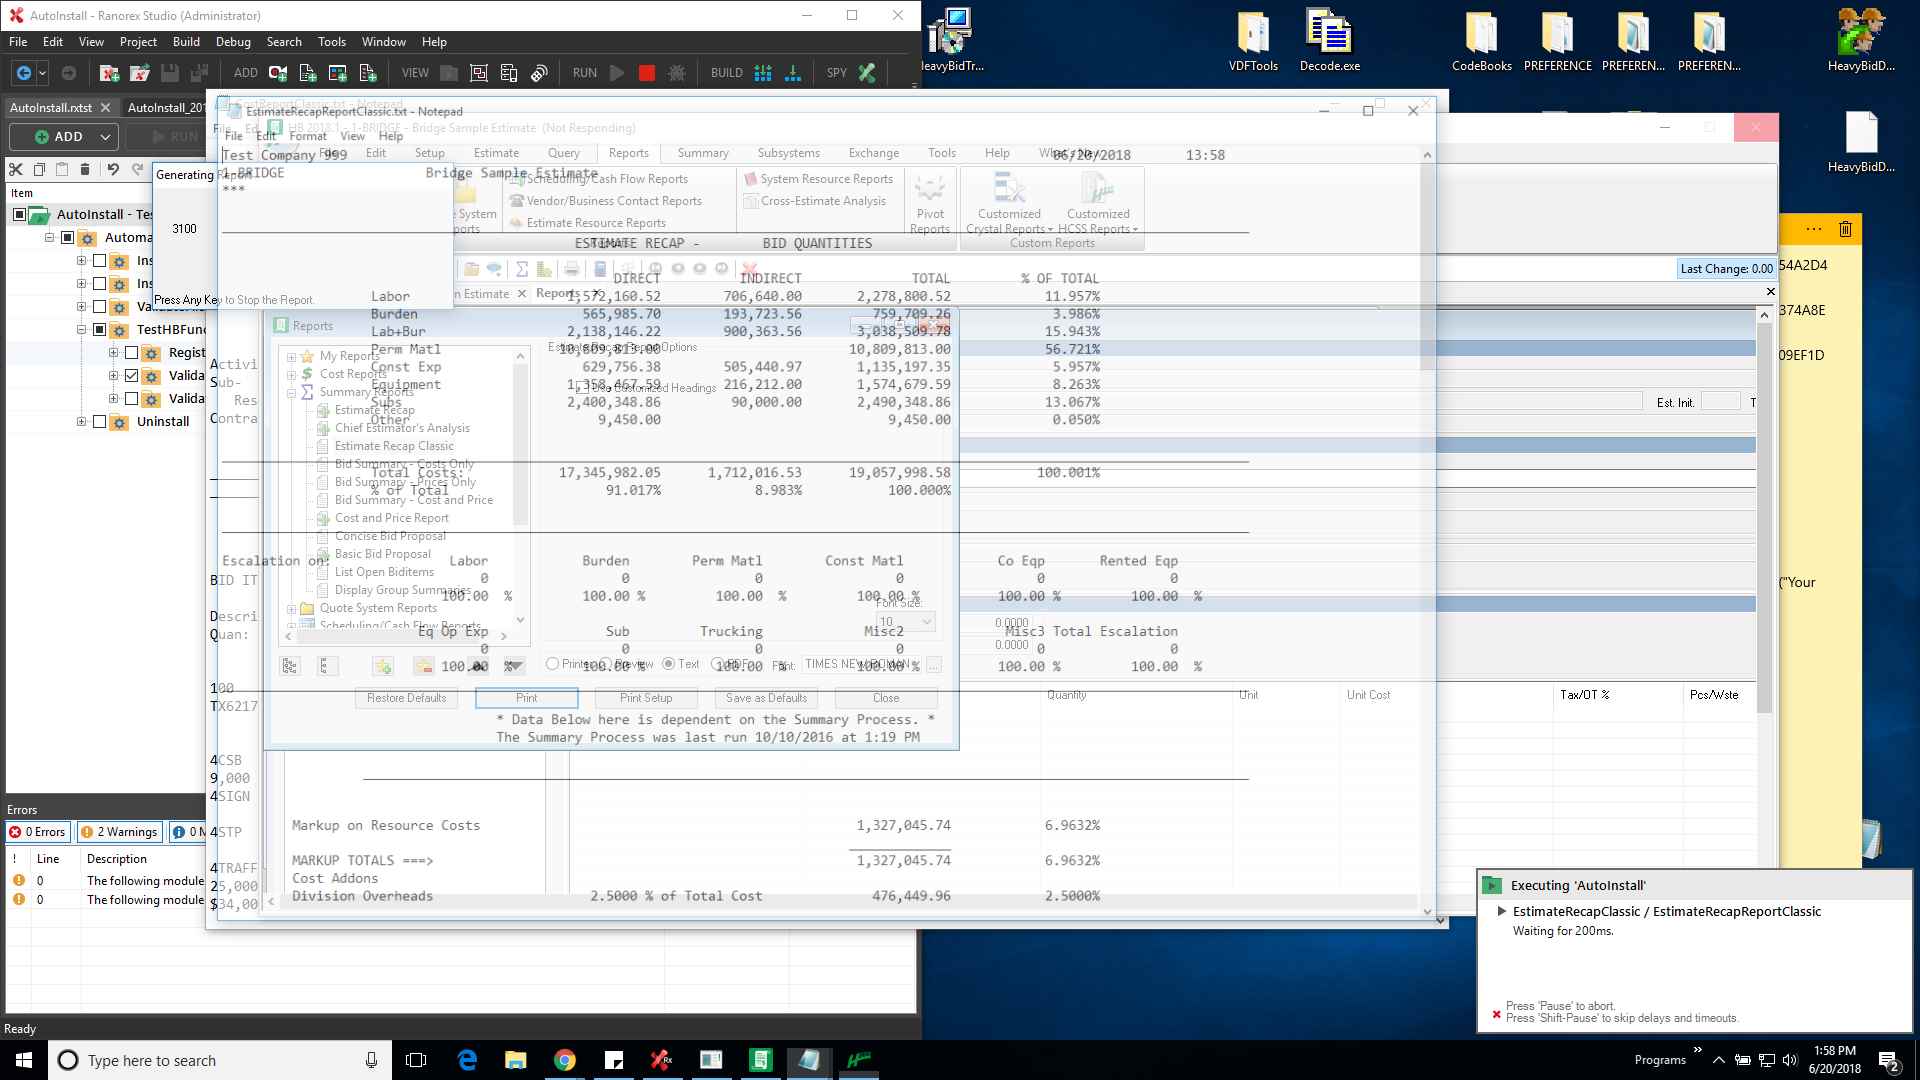 AutoInstall - Ranorex Studio (Administrator)
File Edit View Project Build Debug Search Tools Window Help
ADD VIEW RUN BUILD SPY
AutoInstall.rxtst
ADD RUN
Item
AutoInstall - Tes
Automa
Ins
Ins
TestHBFunc
Regist
Valida
Valida
Uninstall
Errors
0 Errors 2 Warnings
! Line Description
0 The following module
0 The following module
Ready
Generating Report
3100
Press Any Key to Stop the Report.
CostReportClassic.txt - Notepad
EstimateRecapReportClassic.txt - Notepad
File Edit Format View Help
HB 2018.1 - 1-BRIDGE - Bridge Sample Estimate (Not Responding)
File Edit Setup Estimate Query Reports Summary Subsystems Exchange Tools Help What's New
Scheduling/Cash Flow Reports
Vendor/Business Contact Reports
Estimate Resource Reports
System Resource Reports
Cross-Estimate Analysis
Pivot Reports
Customized Crystal Reports
Customized HCSS Reports
Custom Reports
Last Change: 0.00
Test Company 999 06/20/2018 13:58
1-BRIDGE Bridge Sample Estimate
***
ESTIMATE RECAP - BID QUANTITIES
DIRECT INDIRECT TOTAL % OF TOTAL
Labor 1,572,160.52 706,640.00 2,278,800.52 11.957%
Burden 565,985.70 193,723.56 759,709.26 3.986%
Lab+Bur 2,138,146.22 900,363.56 3,038,509.78 15.943%
Perm Matl 10,809,813.00 10,809,813.00 56.721%
Const Exp 629,756.38 505,440.97 1,135,197.35 5.957%
Equipment 1,358,467.59 216,212.00 1,574,679.59 8.263%
Subs 2,400,348.86 90,000.00 2,490,348.86 13.067%
Other 9,450.00 9,450.00 0.050%
Total Costs: 17,345,982.05 1,712,016.53 19,057,998.58 100.001%
% of Total 91.017% 8.983% 100.000%
Escalation on: Labor Burden Perm Matl Const Matl Co Eqp Rented Eqp
0 0 0 0 0 0
100.00 % 100.00 % 100.00 % 100.00 % 100.00 % 100.00 %
Eq Op Exp Sub Trucking Misc2 Misc3 Total Escalation
0 0 0 0 0 0
100.00 % 100.00 % 100.00 % 100.00 % 100.00 % 100.00 %
* Data Below here is dependent on the Summary Process. *
The Summary Process was last run 10/10/2016 at 1:19 PM
Markup on Resource Costs 1,327,045.74 6.9632%
MARKUP TOTALS ===> 1,327,045.74 6.9632%
Cost Addons
Division Overheads 2.5000 % of Total Cost 476,449.96 2.5000%
Reports
My Reports
Cost Reports
Summary Reports
Estimate Recap
Chief Estimator's Analysis
Estimate Recap Classic
Bid Summary - Costs Only
Bid Summary - Prices Only
Bid Summary - Cost and Price
Cost and Price Report
Concise Bid Proposal
Basic Bid Proposal
List Open Biditems
Display Group Summaries
Quote System Reports
Scheduling/Cash Flow Reports
Estimate Recap Report Options
Use Customized Headings
Font Size:
10
Printer Preview Text PDF Font: TIMES NEW ROMAN ...
Restore Defaults Print Print Setup Save as Defaults Close
0.0000
0.0000
Est. Init.
Quantity Unit Unit Cost Tax/OT % Pcs/Wste
Activi
Sub-
Res
Contra
BID IT
Descri
Quan:
100
TX6217
4CSB
9,000
4SIGN
4STP
4TRAFF
25,000
$34,00
54A2D4
374A8E
09EF1D
("Your
VDFTools
Decode.exe
CodeBooks
PREFERENCE
PREFEREN...
PREFEREN...
HeavyBidD...
HeavyBidD...
Executing 'AutoInstall'
EstimateRecapClassic / EstimateRecapReportClassic
Waiting for 200ms.
Press 'Pause' to abort.
Press 'Shift-Pause' to skip delays and timeouts.
Type here to search
Programs
1:58 PM
6/20/2018
2